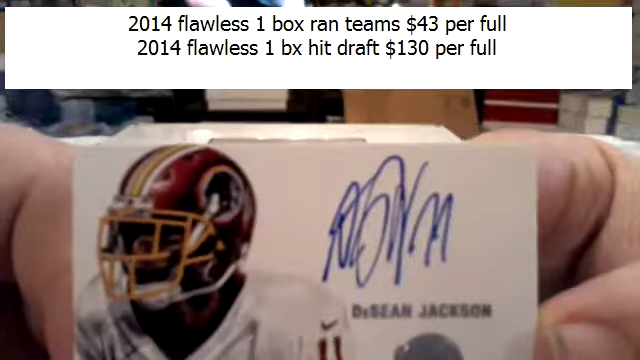 2014 flawless 1 box ran teams $43 per full
2014 flawless 1 bx hit draft $130 per full
DeSEAN JACKSON
11